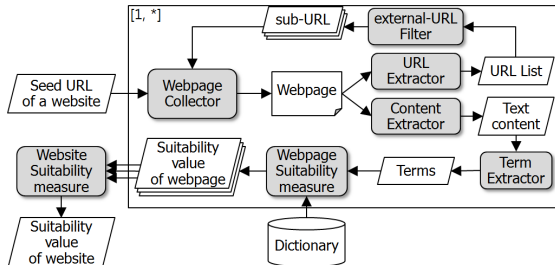 [1, *]
sub-URL
external-URL
Filter
Seed URL
of a website
Webpage
Collector
Webpage
URL
Extractor
URL List
Content
Extractor
Text
content
Website
Suitability
measure
Suitability
value
of webpage
Webpage
Suitability
measure
Terms
Term
Extractor
Suitability
value
of website
Dictionary